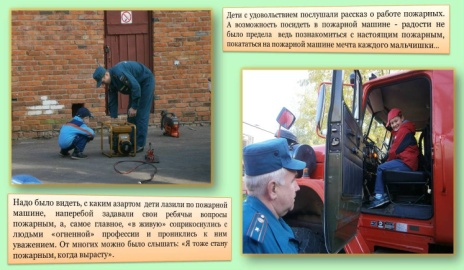 Дети с удовольствием послушали рассказ о работе пожарных.
А возможность посидеть в пожарной машине - радости не
было предела ведь познакомиться с настоящим пожарным,
покататься на пожарной машине мечта каждого мальчишки...
Надо было видеть, с каким азартом дети лазили по пожарной
машине, наперебой задавали свои ребячьи вопросы
пожарным, а, самое главное, «в живую» соприкоснулись с
людьми «огненной» профессии и прониклись к ним
уважением. От многих можно было слышать: «Я тоже стану
пожарным, когда вырасту».